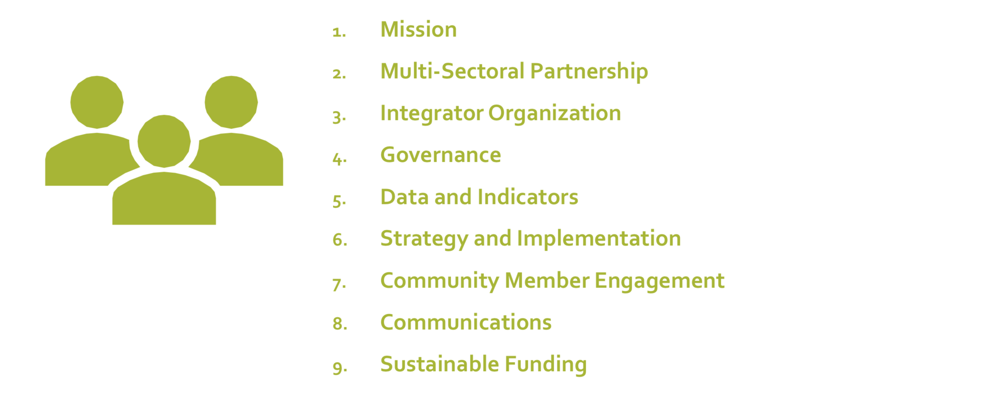 1. Mission
2. Multi-Sectoral Partnership
3. Integrator Organization
4. Governance
5. Data and Indicators
6. Strategy and Implementation
7. Community Member Engagement
8. Communications
9. Sustainable Funding